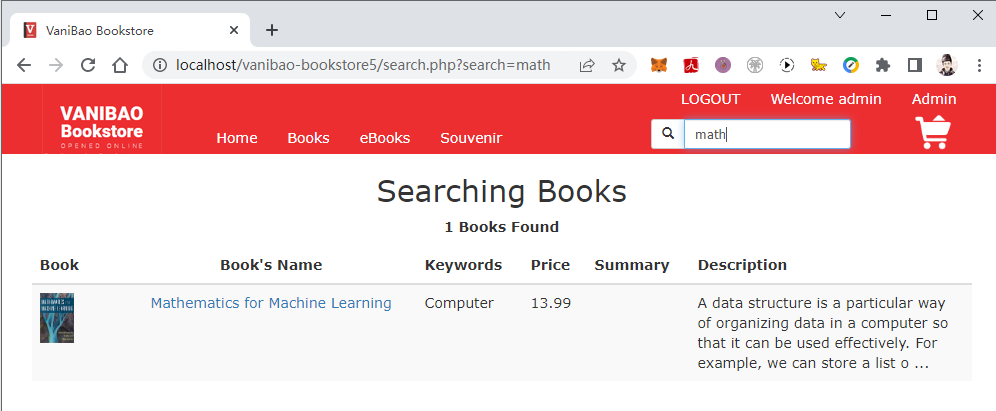 VaniBao Bookstore
localhost/vanibao-bookstore5/search.php?search=math
LOGOUT Welcome admin Admin
VANIBAO
Bookstore
OPENED ONLINE
Home Books eBooks Souvenir
math
Searching Books
1 Books Found
Book Book's Name Keywords Price Summary Description
Mathematics for Machine Learning Computer 13.99 A data structure is a particular way
of organizing data in a computer so
that it can be used effectively. For
example, we can store a list o ...